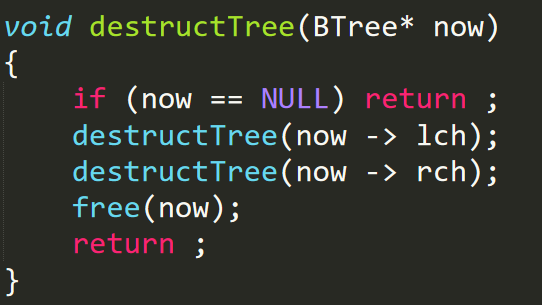 void destructTree(BTree* now)
{
    if (now == NULL) return ;
    destructTree(now -> lch);
    destructTree(now -> rch);
    free(now);
    return ;
}